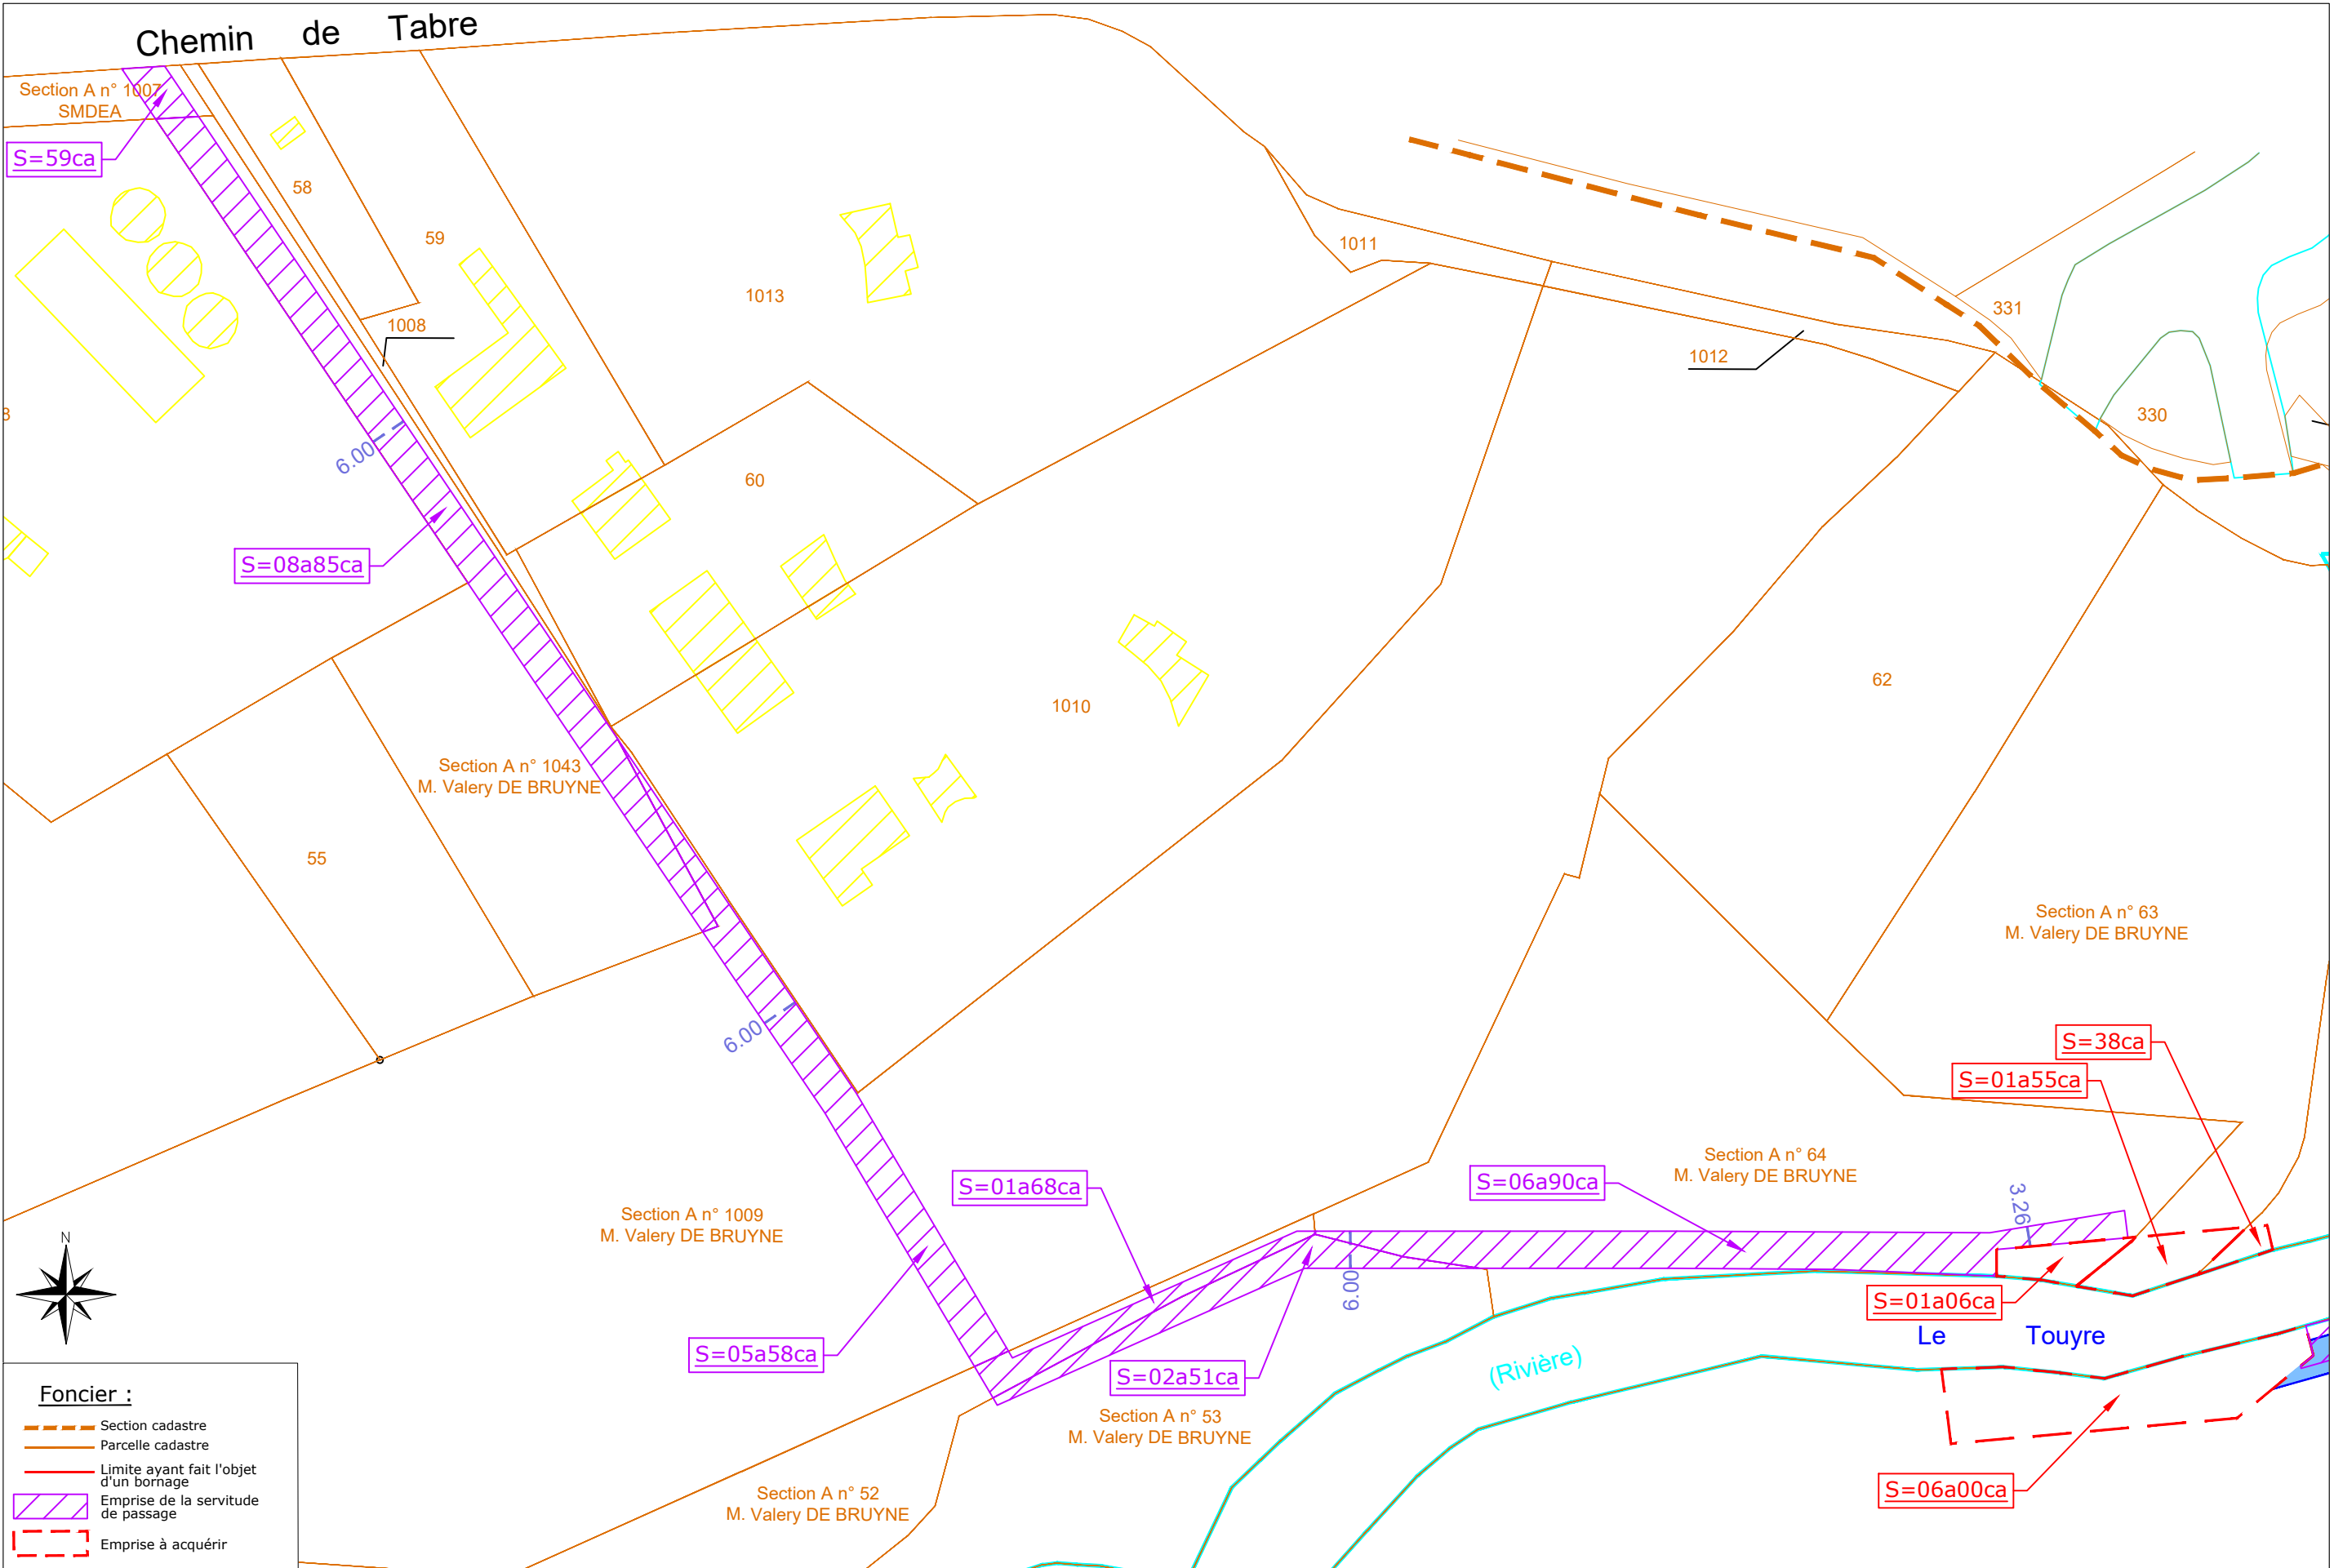 Chemin de Tabre
Section A n° 1007
SMDEA
S=59ca
58
59
1013
1011
331
1008
1012
330
8
6.00
60
S=08a85ca
1010
62
Section A n° 1043
M. Valery DE BRUYNE
55
Section A n° 63
M. Valery DE BRUYNE
6.00
S=38ca
S=01a55ca
Section A n° 64
M. Valery DE BRUYNE
S=01a68ca
S=06a90ca
3.26
Section A n° 1009
M. Valery DE BRUYNE
N
6.00
S=01a06ca
Le Touyre
S=05a58ca
S=02a51ca
(Rivière)
Section A n° 53
M. Valery DE BRUYNE
S=06a00ca
Section A n° 52
M. Valery DE BRUYNE
Foncier :
Section cadastre
Parcelle cadastre
Limite ayant fait l'objet
d'un bornage
Emprise de la servitude
de passage
Emprise à acquérir